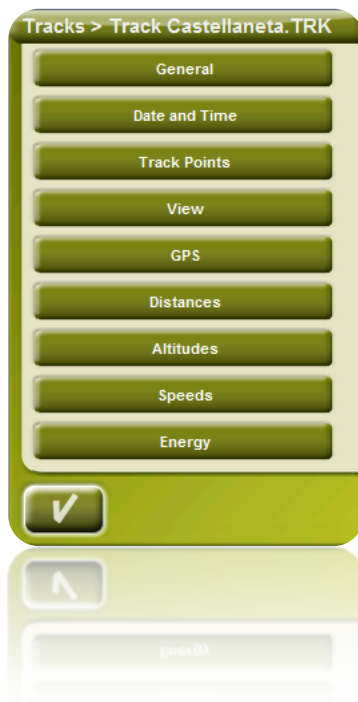 Tracks > Track Castellaneta.TRK
General
Date and Time
Track Points
View
GPS
Distances
Altitudes
Speeds
Energy